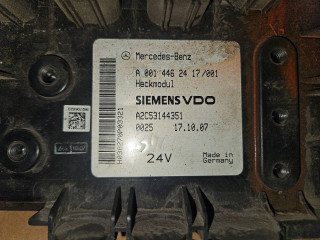 Mercedes-Benz
A 001 446 24 17/001
Heckmodul
SIEMENS VDO
A2C53144351
0025 17.10.07
24V
Made in
Germany